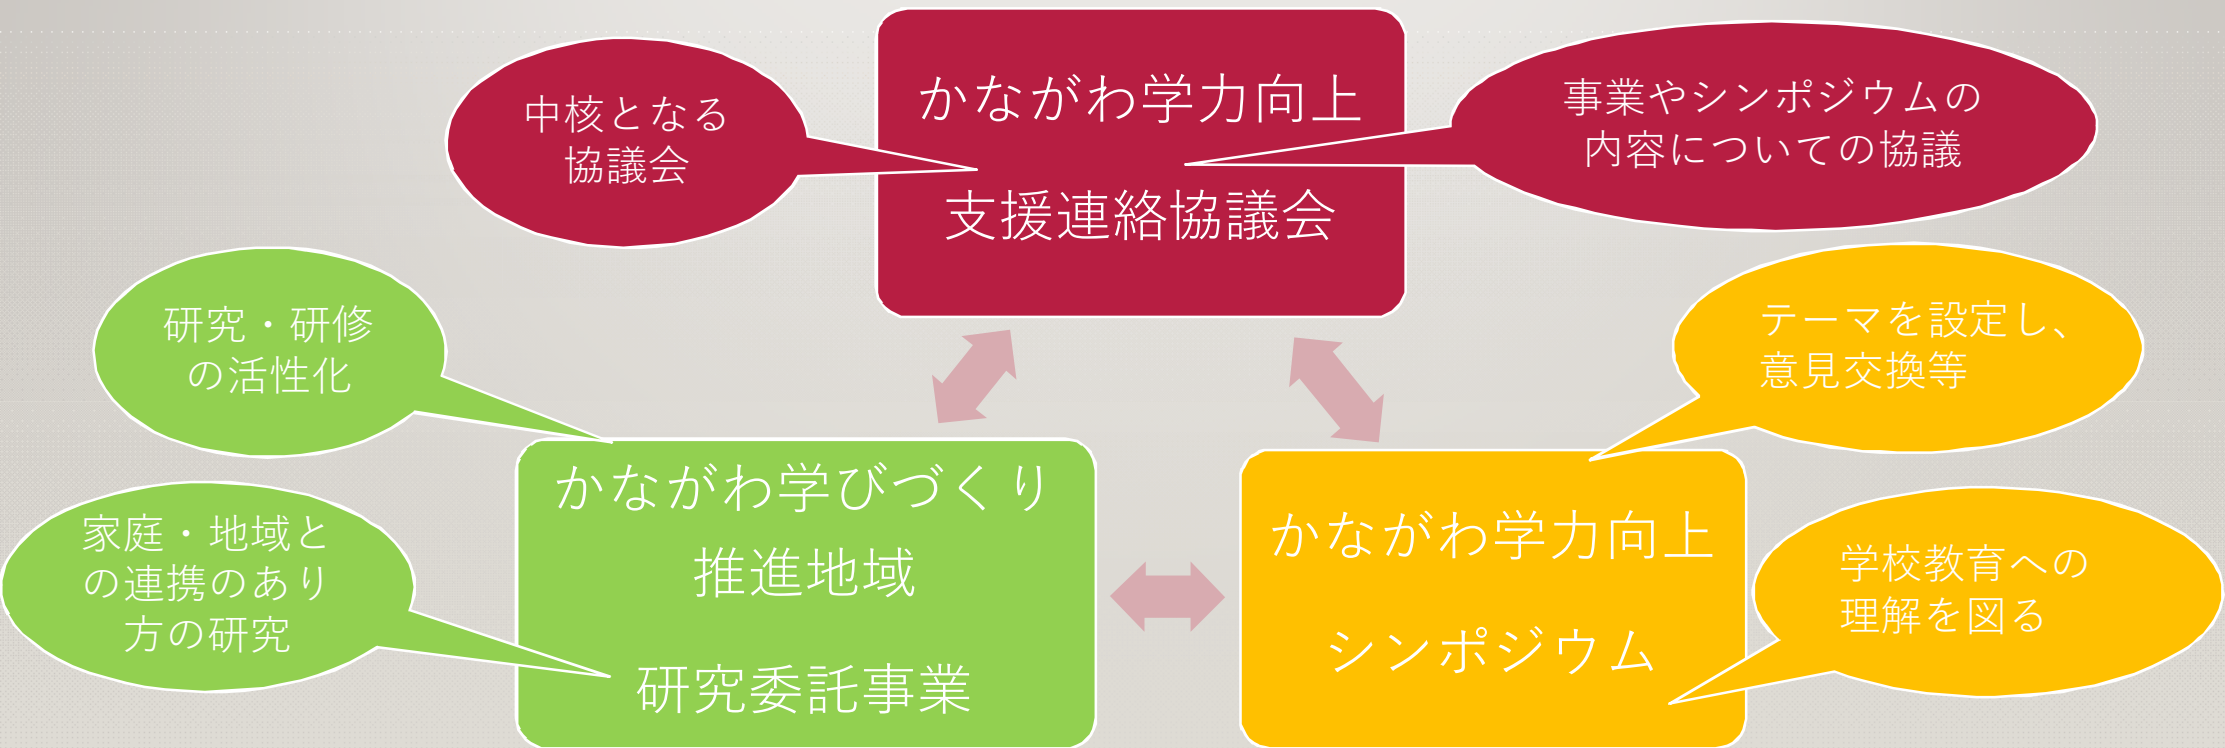 かながわ学力向上
支援連絡協議会
中核となる
協議会
事業やシンポジウムの
内容についての協議
研究・研修
の活性化
家庭・地域と
の連携のあり
方の研究
かながわ学びづくり
推進地域
研究委託事業
テーマを設定し、
意見交換等
かながわ学力向上
シンポジウム
学校教育への
理解を図る